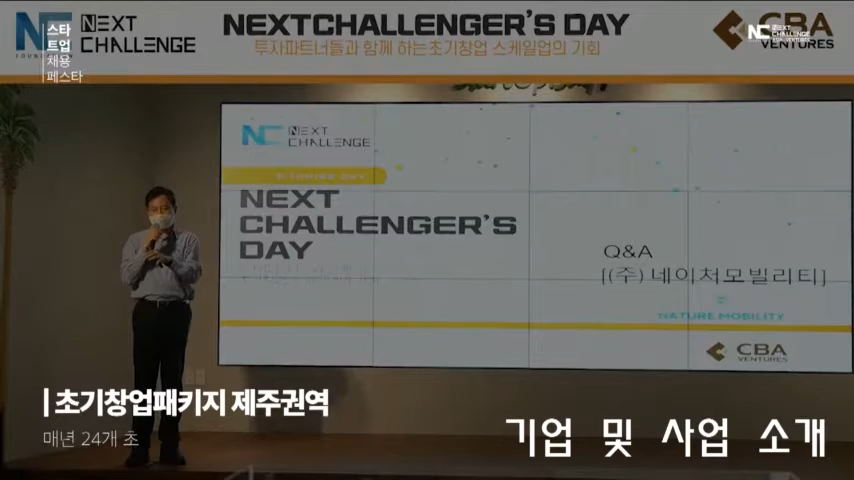 스타
트업
채용
페스타
NEXT
CHALLENGE
NEXTCHALLENGER'S DAY
투자파트너들과 함께 하는 초기창업 스케일업의 기회
CBA
VENTURES
NC NEXT
CHALLENGE
NEXT
CHALLENGER'S
DAY
Q&A
[(주)네이처모빌리티]
NATURE MOBILITY
CBA
VENTURES
초기창업패키지 제주권역
매년 24개 초
기업 및 사업 소개